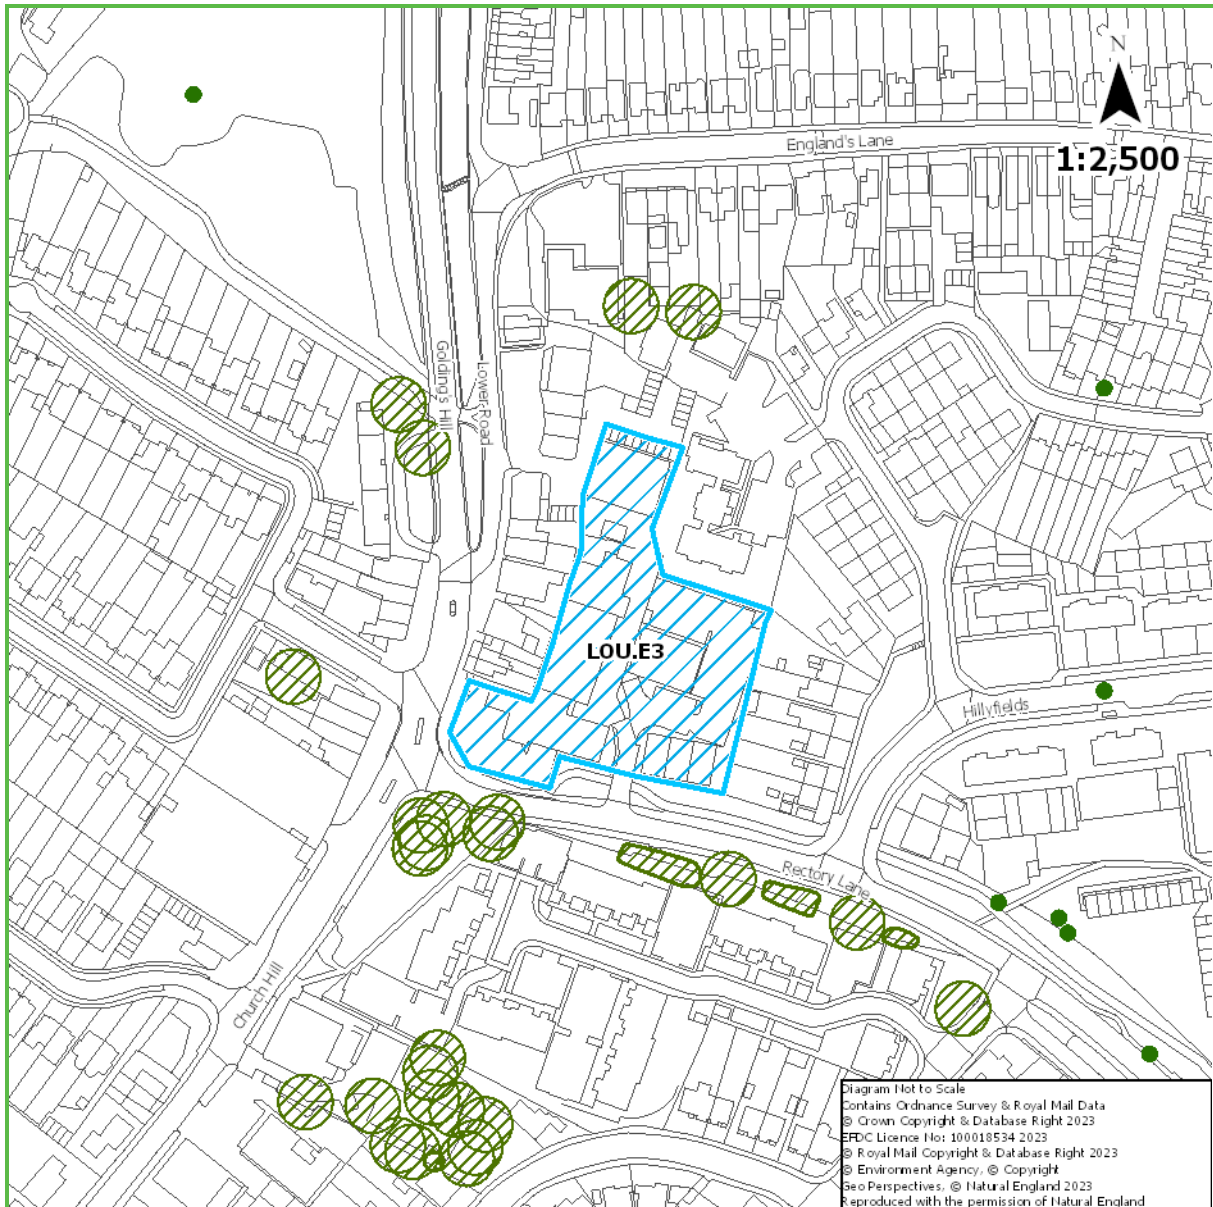 N
1:2,500
England's Lane
Golding's Hill
Lower Road
LOU.E3
Hillyfields
Rectory Lane
Church Hill
Diagram Not to Scale
Contains Ordnance Survey & Royal Mail Data
© Crown Copyright & Database Right 2023
EFDC Licence No: 100018534 2023
© Royal Mail Copyright & Database Right 2023
© Environment Agency, © Copyright
Geo Perspectives, © Natural England 2023
Reproduced with the permission of Natural England